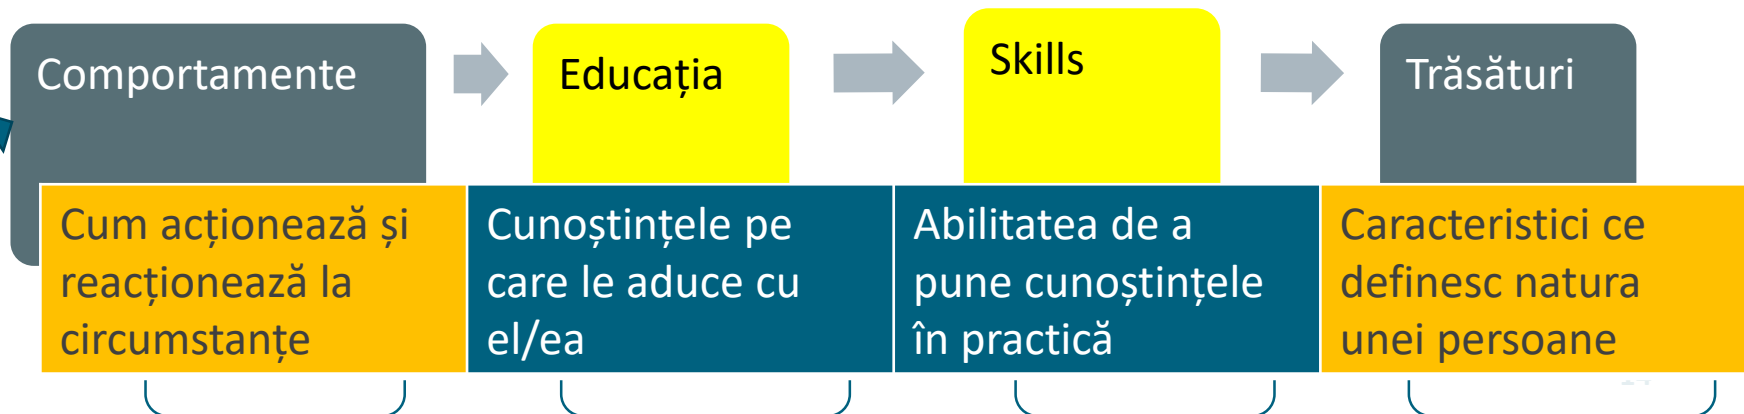 Comportamente
Educația
Skills
Trăsături
Cum acționează și
reacționează la
circumstanțe
Cunoștințele pe
care le aduce cu
el/ea
Abilitatea de a
pune cunoștințele
în practică
Caracteristici ce
definesc natura
unei persoane